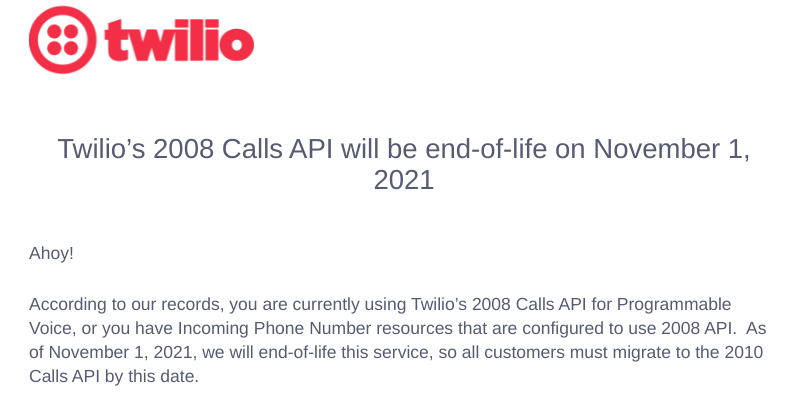 twilio
Twilio’s 2008 Calls API will be end-of-life on November 1,
2021
Ahoy!
According to our records, you are currently using Twilio’s 2008 Calls API for Programmable
Voice, or you have Incoming Phone Number resources that are configured to use 2008 API.  As
of November 1, 2021, we will end-of-life this service, so all customers must migrate to the 2010
Calls API by this date.